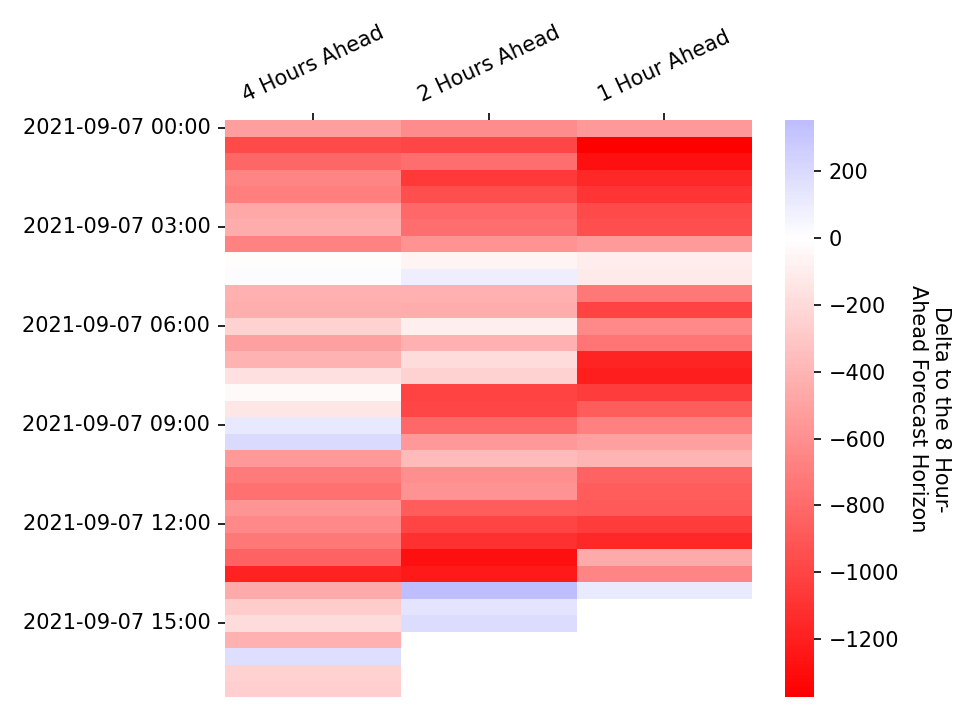 4 Hours Ahead
2 Hours Ahead
1 Hour Ahead
2021-09-07 00:00
2021-09-07 03:00
2021-09-07 06:00
2021-09-07 09:00
2021-09-07 12:00
2021-09-07 15:00
200
0
−200
−400
−600
−800
−1000
−1200
Delta to the 8 Hour-
Ahead Forecast Horizon